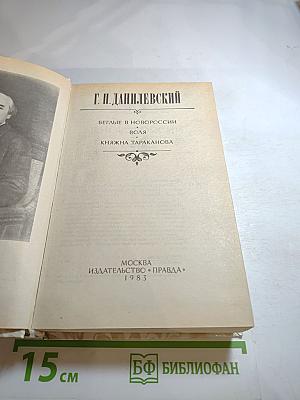 Г. П. ДАНИЛЕВСКИЙ
БЕГЛЫЕ В НОВОРОССИИ
ВОЛЯ
КНЯЖНА ТАРАКАНОВА
МОСКВА
ИЗДАТЕЛЬСТВО «ПРАВДА»
1983
15 см
БФ БИБЛИОФАН